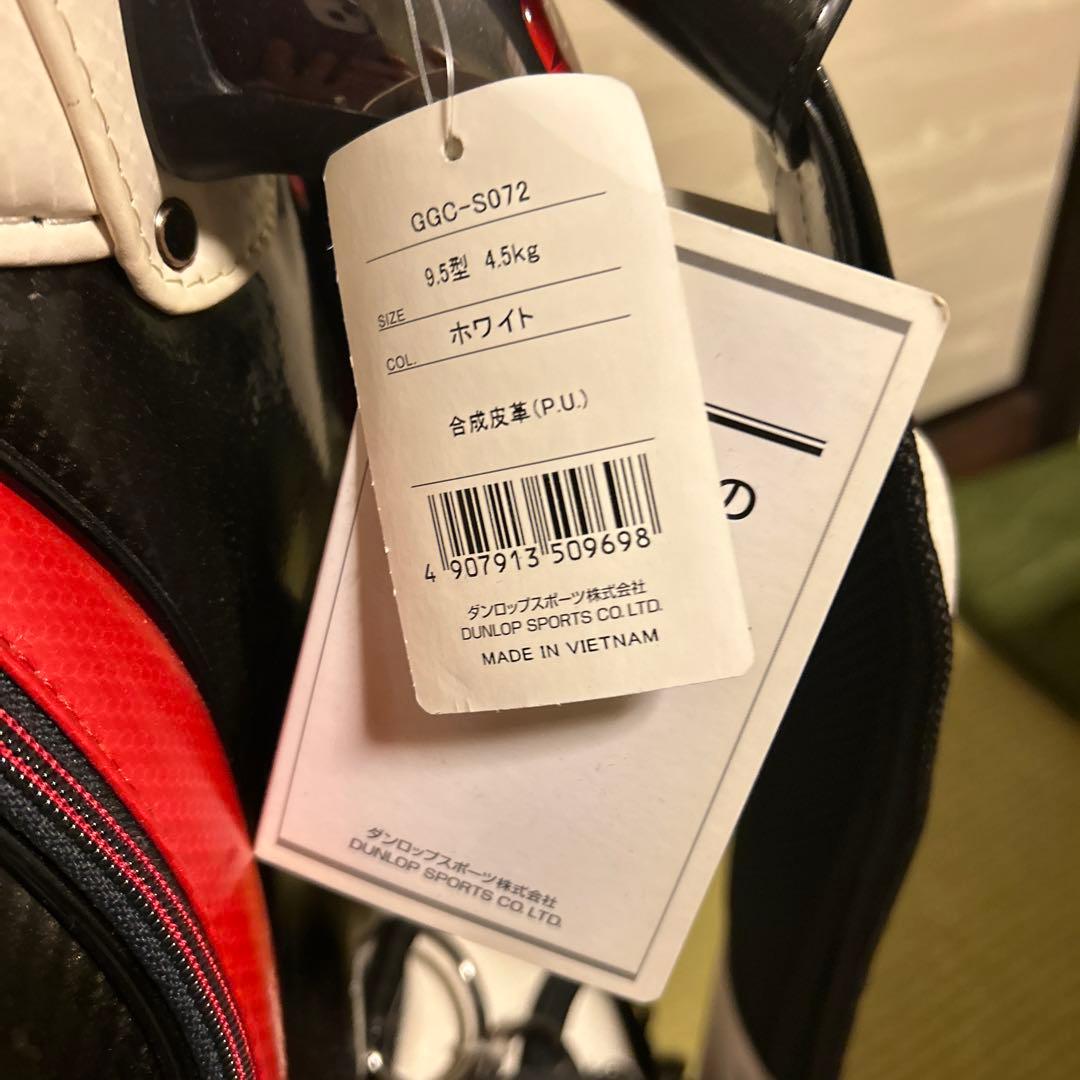 GGC-S072
SIZE 9.5型 4.5kg
COL. ホワイト
合成皮革(P.U.)
4 907913 509698
ダンロップスポーツ株式会社
DUNLOP SPORTS CO. LTD.
MADE IN VIETNAM
の
ダンロップスポーツ株式会社
DUNLOP SPORTS CO. LTD.